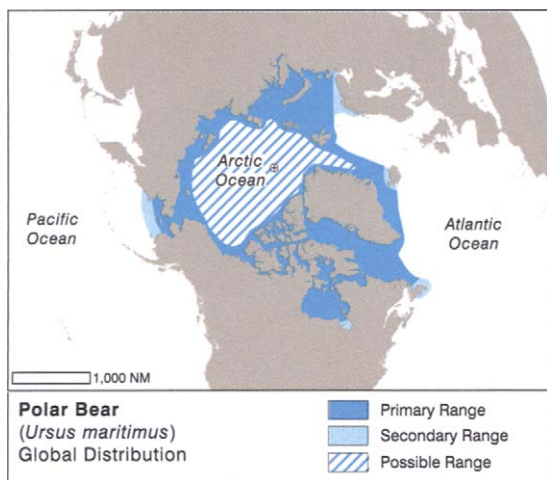 Arctic
Ocean
Pacific
Ocean
Atlantic
Ocean
1,000 NM
Polar Bear
(Ursus maritimus)
Global Distribution
Primary Range
Secondary Range
Possible Range